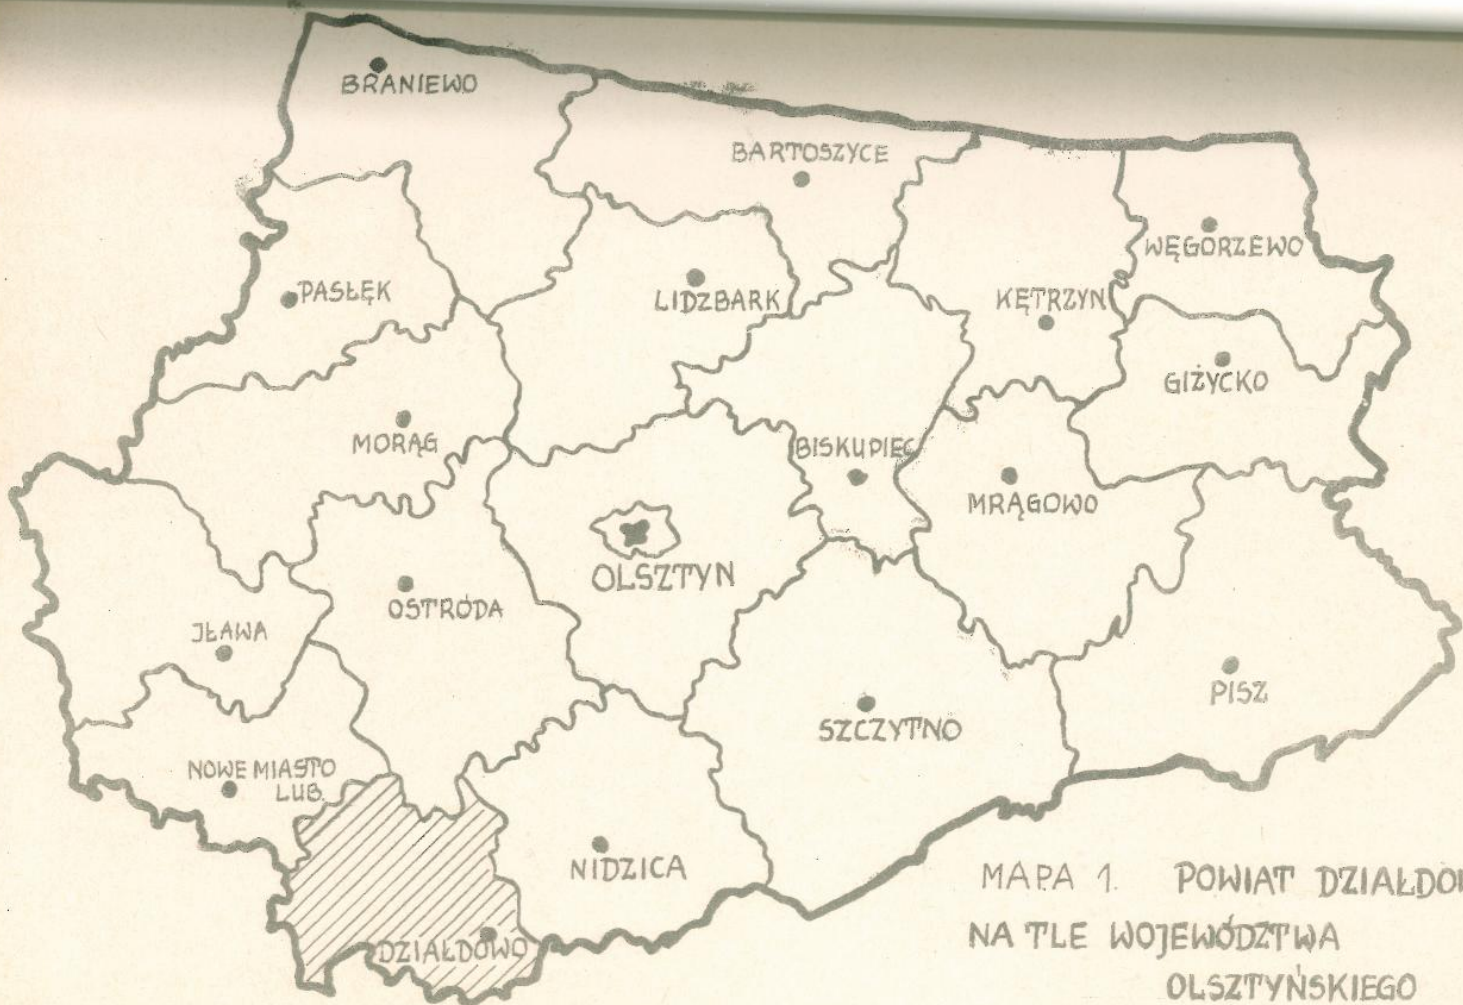 BRANIEWO
BARTOSZYCE
WĘGORZEWO
PASŁĘK
LIDZBARK
KĘTRZYN
GIŻYCKO
MORĄG
BISKUPIEC
MRĄGOWO
OLSZTYN
OSTRÓDA
JŁAWA
PISZ
SZCZYTNO
NOWE MIASTO
LUB.
NIDZICA
DZIAŁDOWO
MAPA 1. POWIAT
NA TLE WOJEWÓDZTWA
OLSZTYŃSKIEGO